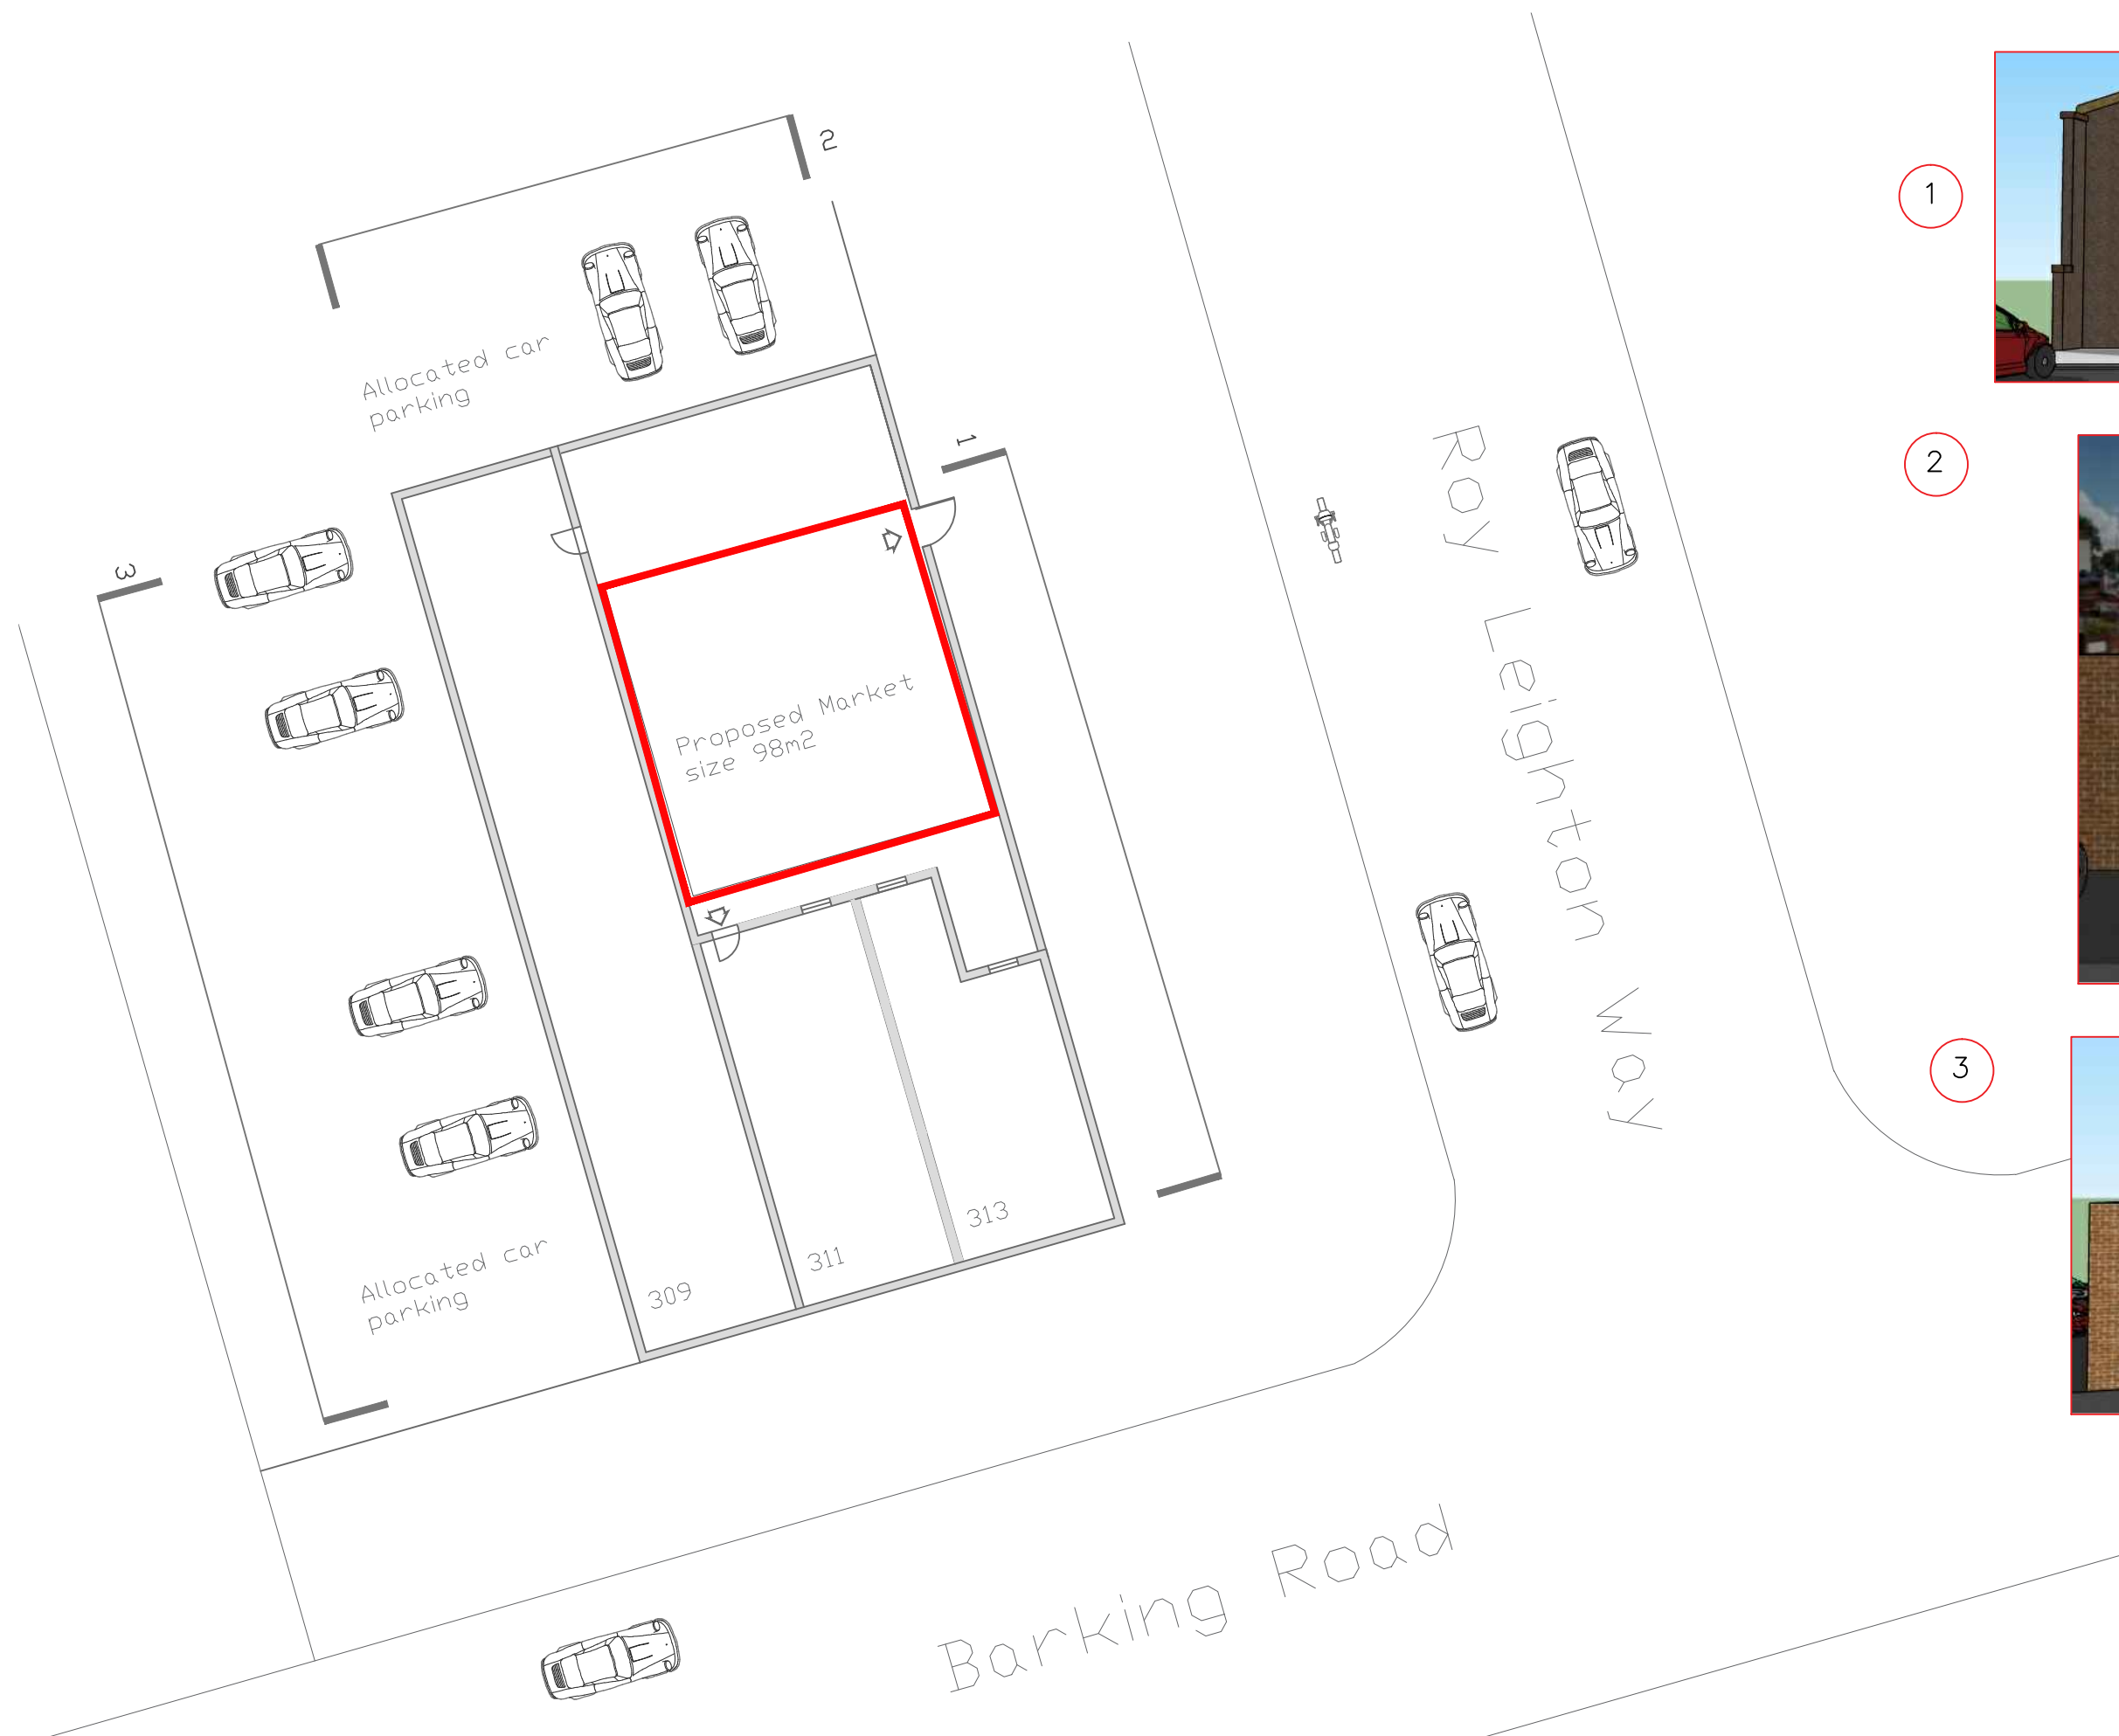 2
1
Allocated car
parking
1
2
Roy Leighton Way
3
Proposed Market
size 98m2
3
313
311
309
Allocated car
parking
Barking Road